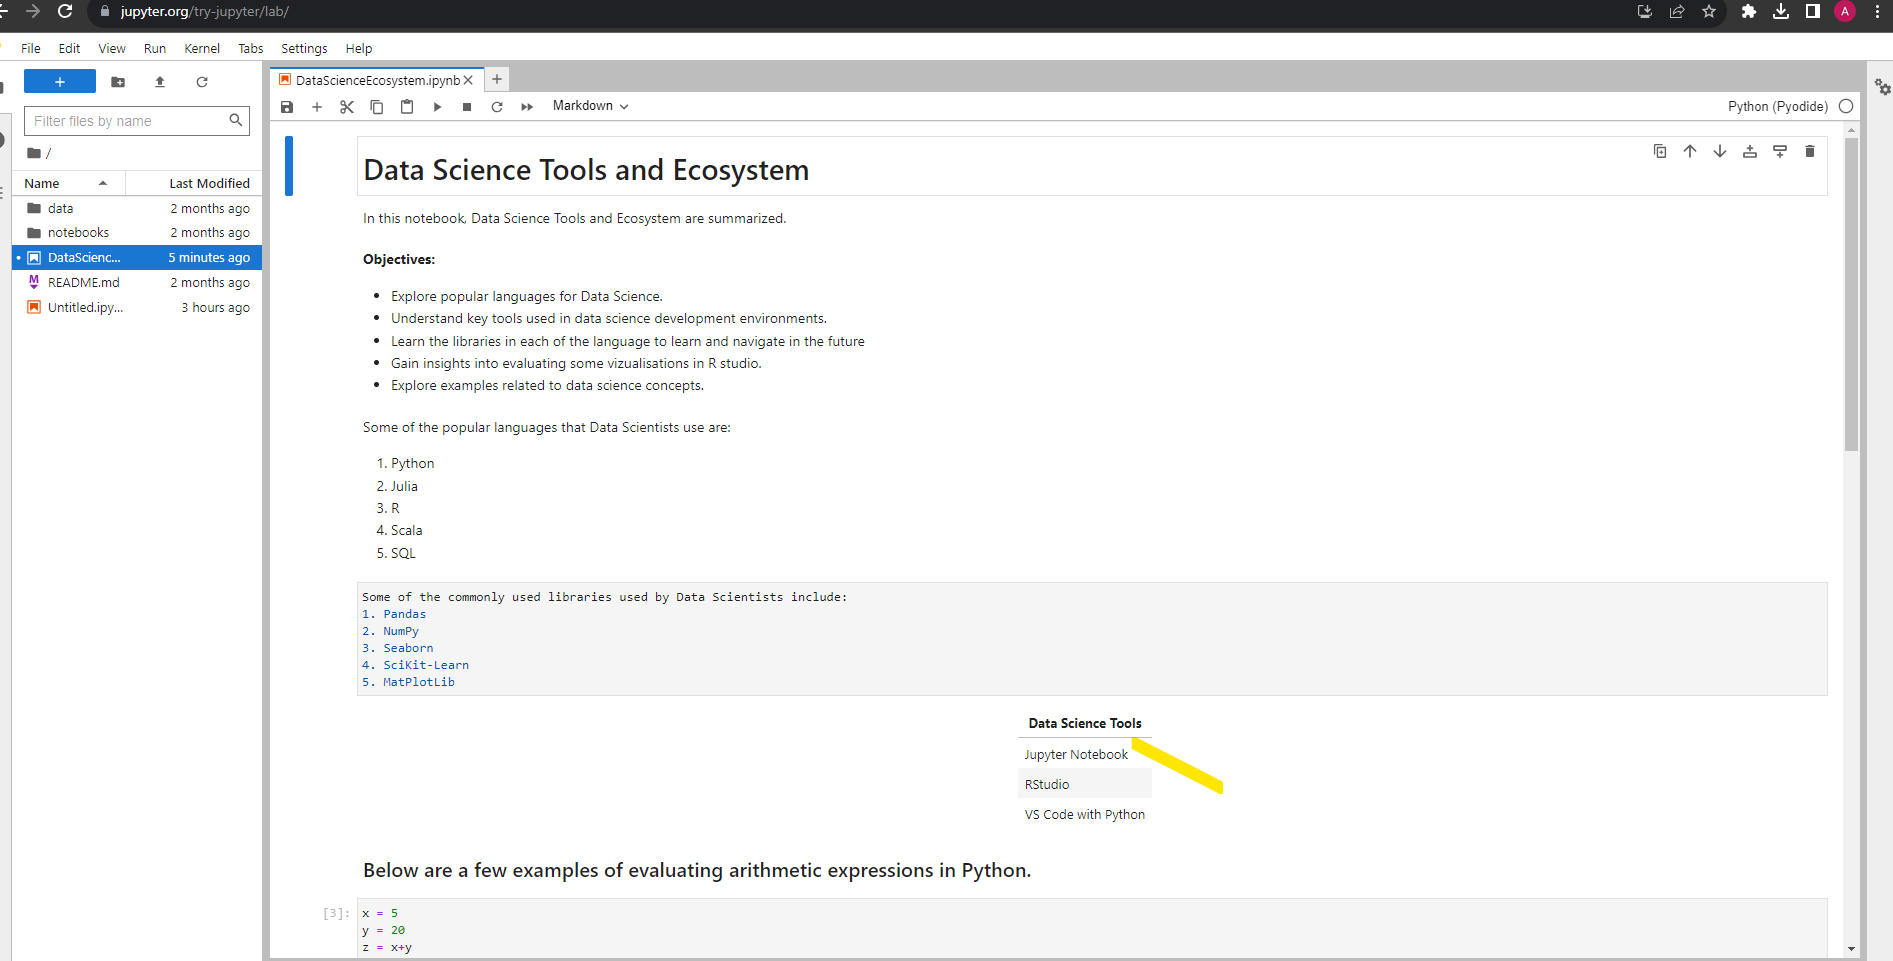 jupyter.org/try-jupyter/lab/
A
File Edit View Run Kernel Tabs Settings Help
+
Filter files by name
/
Name Last Modified
data 2 months ago
notebooks 2 months ago
DataScienc... 5 minutes ago
README.md 2 months ago
Untitled.ipy... 3 hours ago
DataScienceEcosystem.ipynb
Markdown
Python (Pyodide)
Data Science Tools and Ecosystem
In this notebook, Data Science Tools and Ecosystem are summarized.
Objectives:
• Explore popular languages for Data Science.
• Understand key tools used in data science development environments.
• Learn the libraries in each of the language to learn and navigate in the future
• Gain insights into evaluating some vizualisations in R studio.
• Explore examples related to data science concepts.
Some of the popular languages that Data Scientists use are:
1. Python
2. Julia
3. R
4. Scala
5. SQL
Some of the commonly used libraries used by Data Scientists include:
1. Pandas
2. NumPy
3. Seaborn
4. SciKit-Learn
5. MatPlotLib
Data Science Tools
Jupyter Notebook
RStudio
VS Code with Python
Below are a few examples of evaluating arithmetic expressions in Python.
[3]: x = 5
y = 20
z = x+y